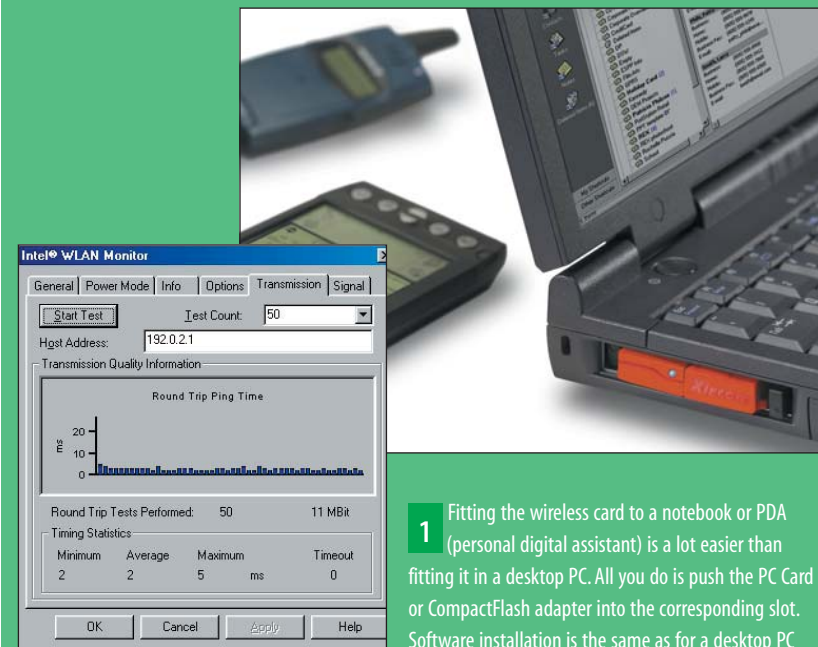 Intel® WLAN Monitor
General Power Mode Info Options Transmission Signal
Start Test Test Count: 50
Host Address: 192.0.2.1
Transmission Quality Information
Round Trip Ping Time
20
ms
10
0
Round Trip Tests Performed: 50 11 MBit
Timing Statistics
Minimum Average Maximum Timeout
2 2 5 ms 0
OK Cancel Apply Help
Xircom
1 Fitting the wireless card to a notebook or PDA
(personal digital assistant) is a lot easier than
fitting it in a desktop PC. All you do is push the PC Card
or CompactFlash adapter into the corresponding slot.
Software installation is the same as for a desktop PC